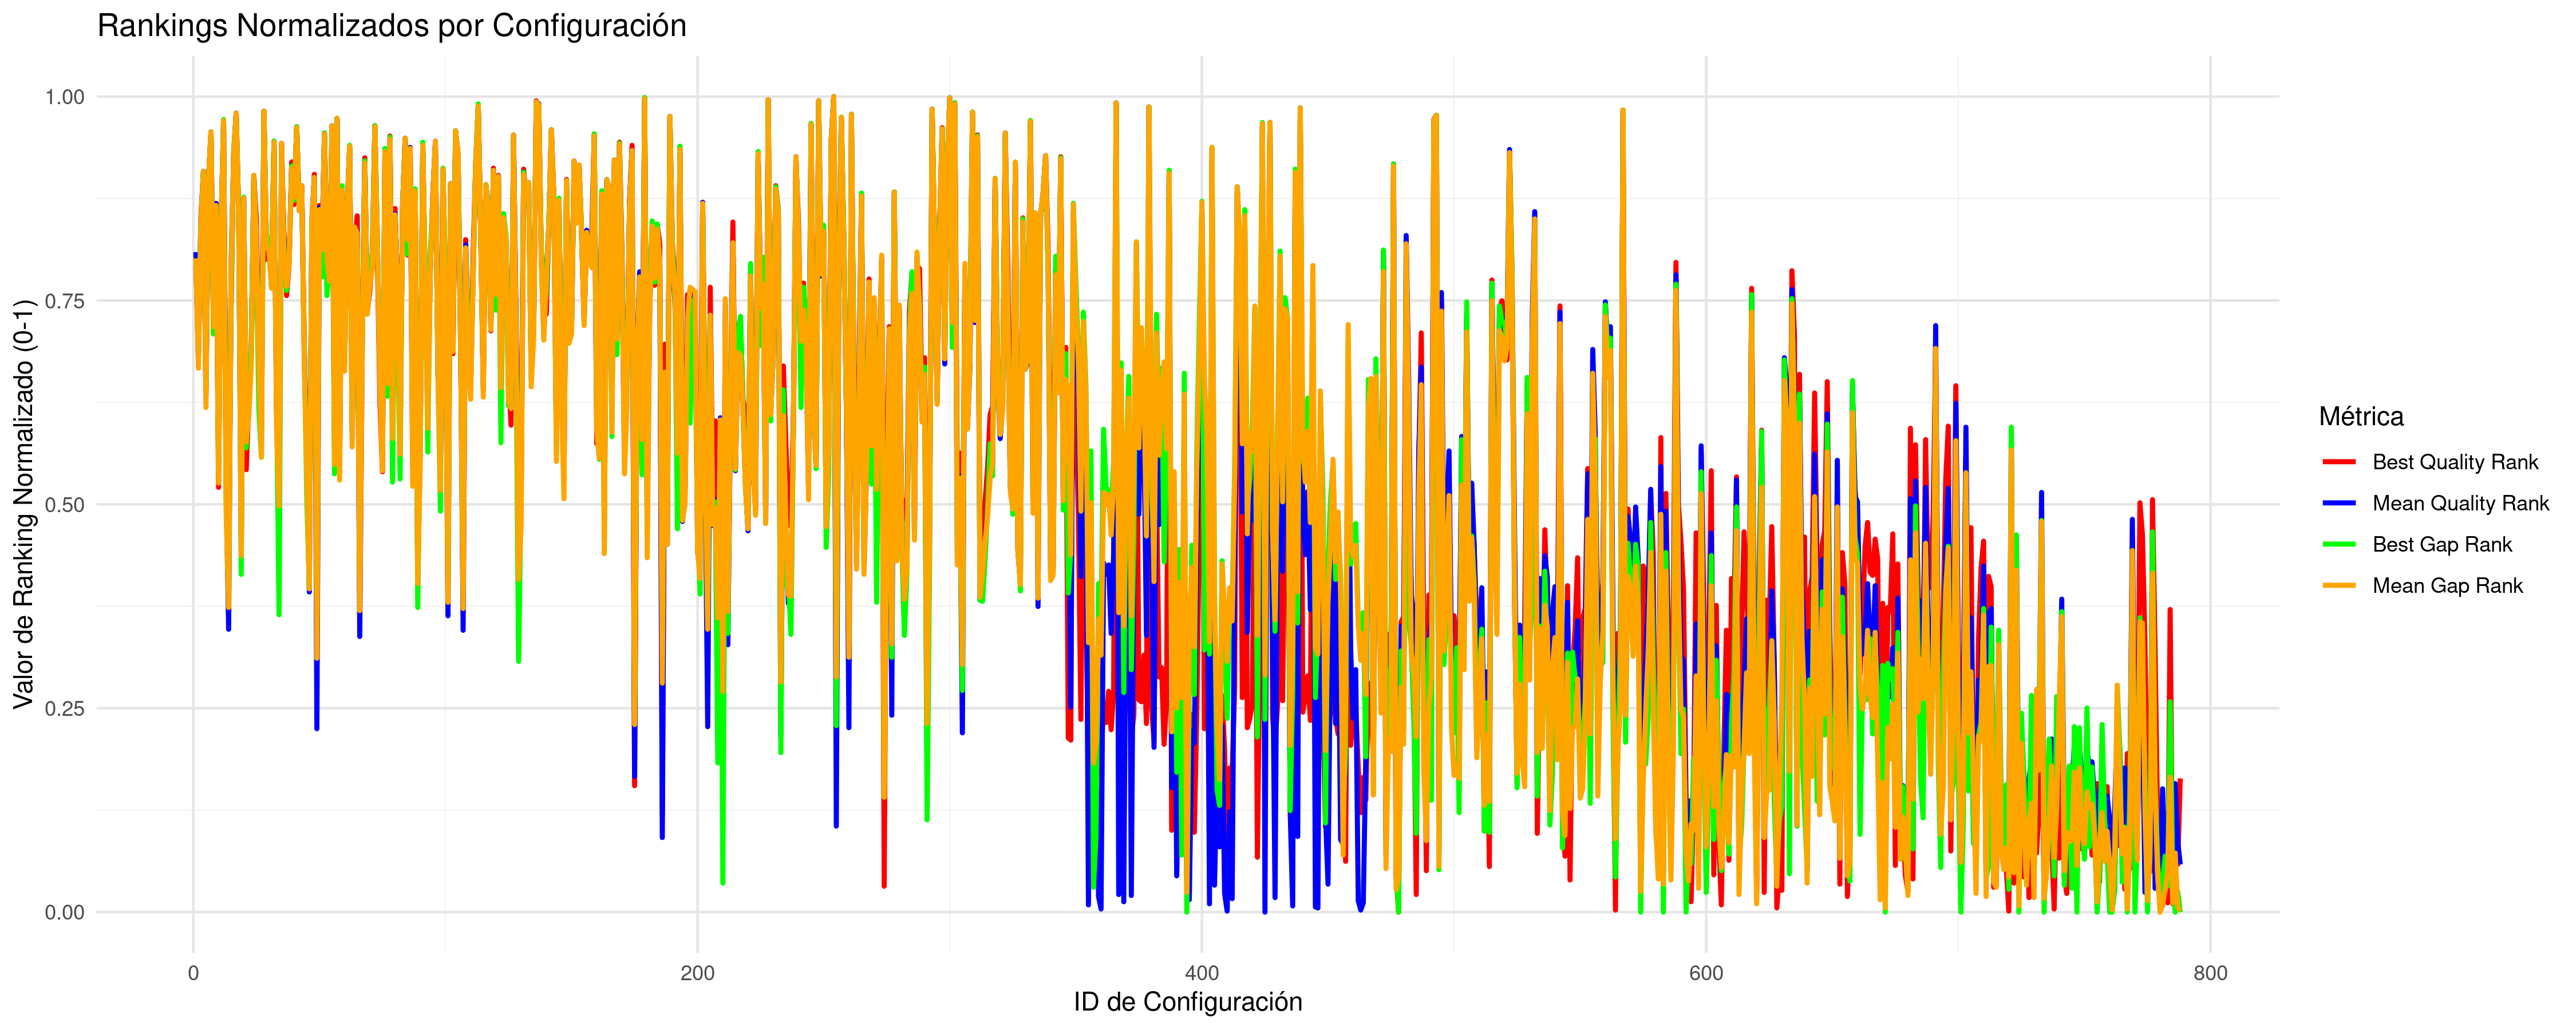 Rankings Normalizados por Configuración
Valor de Ranking Normalizado (0-1)
1.00
0.75
0.50
0.25
0.00
0
200
400
600
800
ID de Configuración
Métrica
Best Quality Rank
Mean Quality Rank
Best Gap Rank
Mean Gap Rank